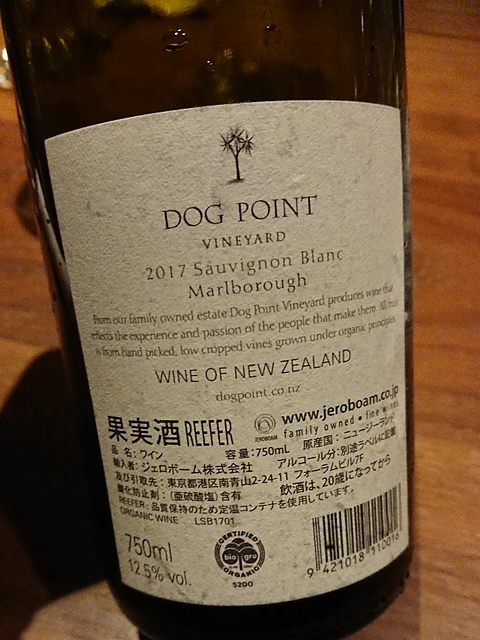 DOG POINT
VINEYARD
2017 Sauvignon Blanc
Marlborough
From our family owned estate Dog Point Vineyard produces wine that
reflects the experience and passion of the people that make them. All fruit
is from hand picked, low cropped vines grown under organic principles.
WINE OF NEW ZEALAND
dogpoint.co.nz
果実酒 REEFER
JEROBOAM
www.jeroboam.co.jp
family owned • fine wines
品名:ワイン 容量:750mL 原産国:ニュージーランド
輸入者:ジェロボーム株式会社 アルコール分:別途ラベルに記載
及び引取先:東京都港区南青山2-24-11 フォーラムビル7F
酸化防止剤:(亜硫酸塩)含有 飲酒は、20歳になってから
REEFER:品質保持のため定温コンテナを使用しています。
ORGANIC WINE LSB1701
750ml
12.5% vol.
CERTIFIED
bio gro
ORGANIC
5200
9 421018 110016